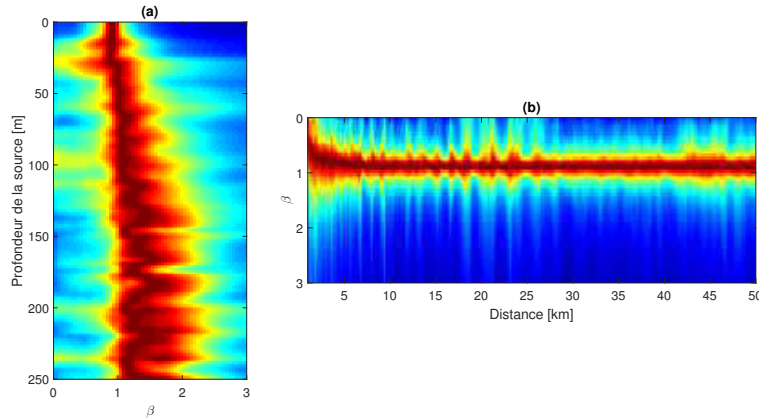 (a)
0
50
100
150
200
250
Profondeur de la source [m]
0 1 2 3
β
(b)
0
1
2
3
β
5 10 15 20 25 30 35 40 45 50
Distance [km]